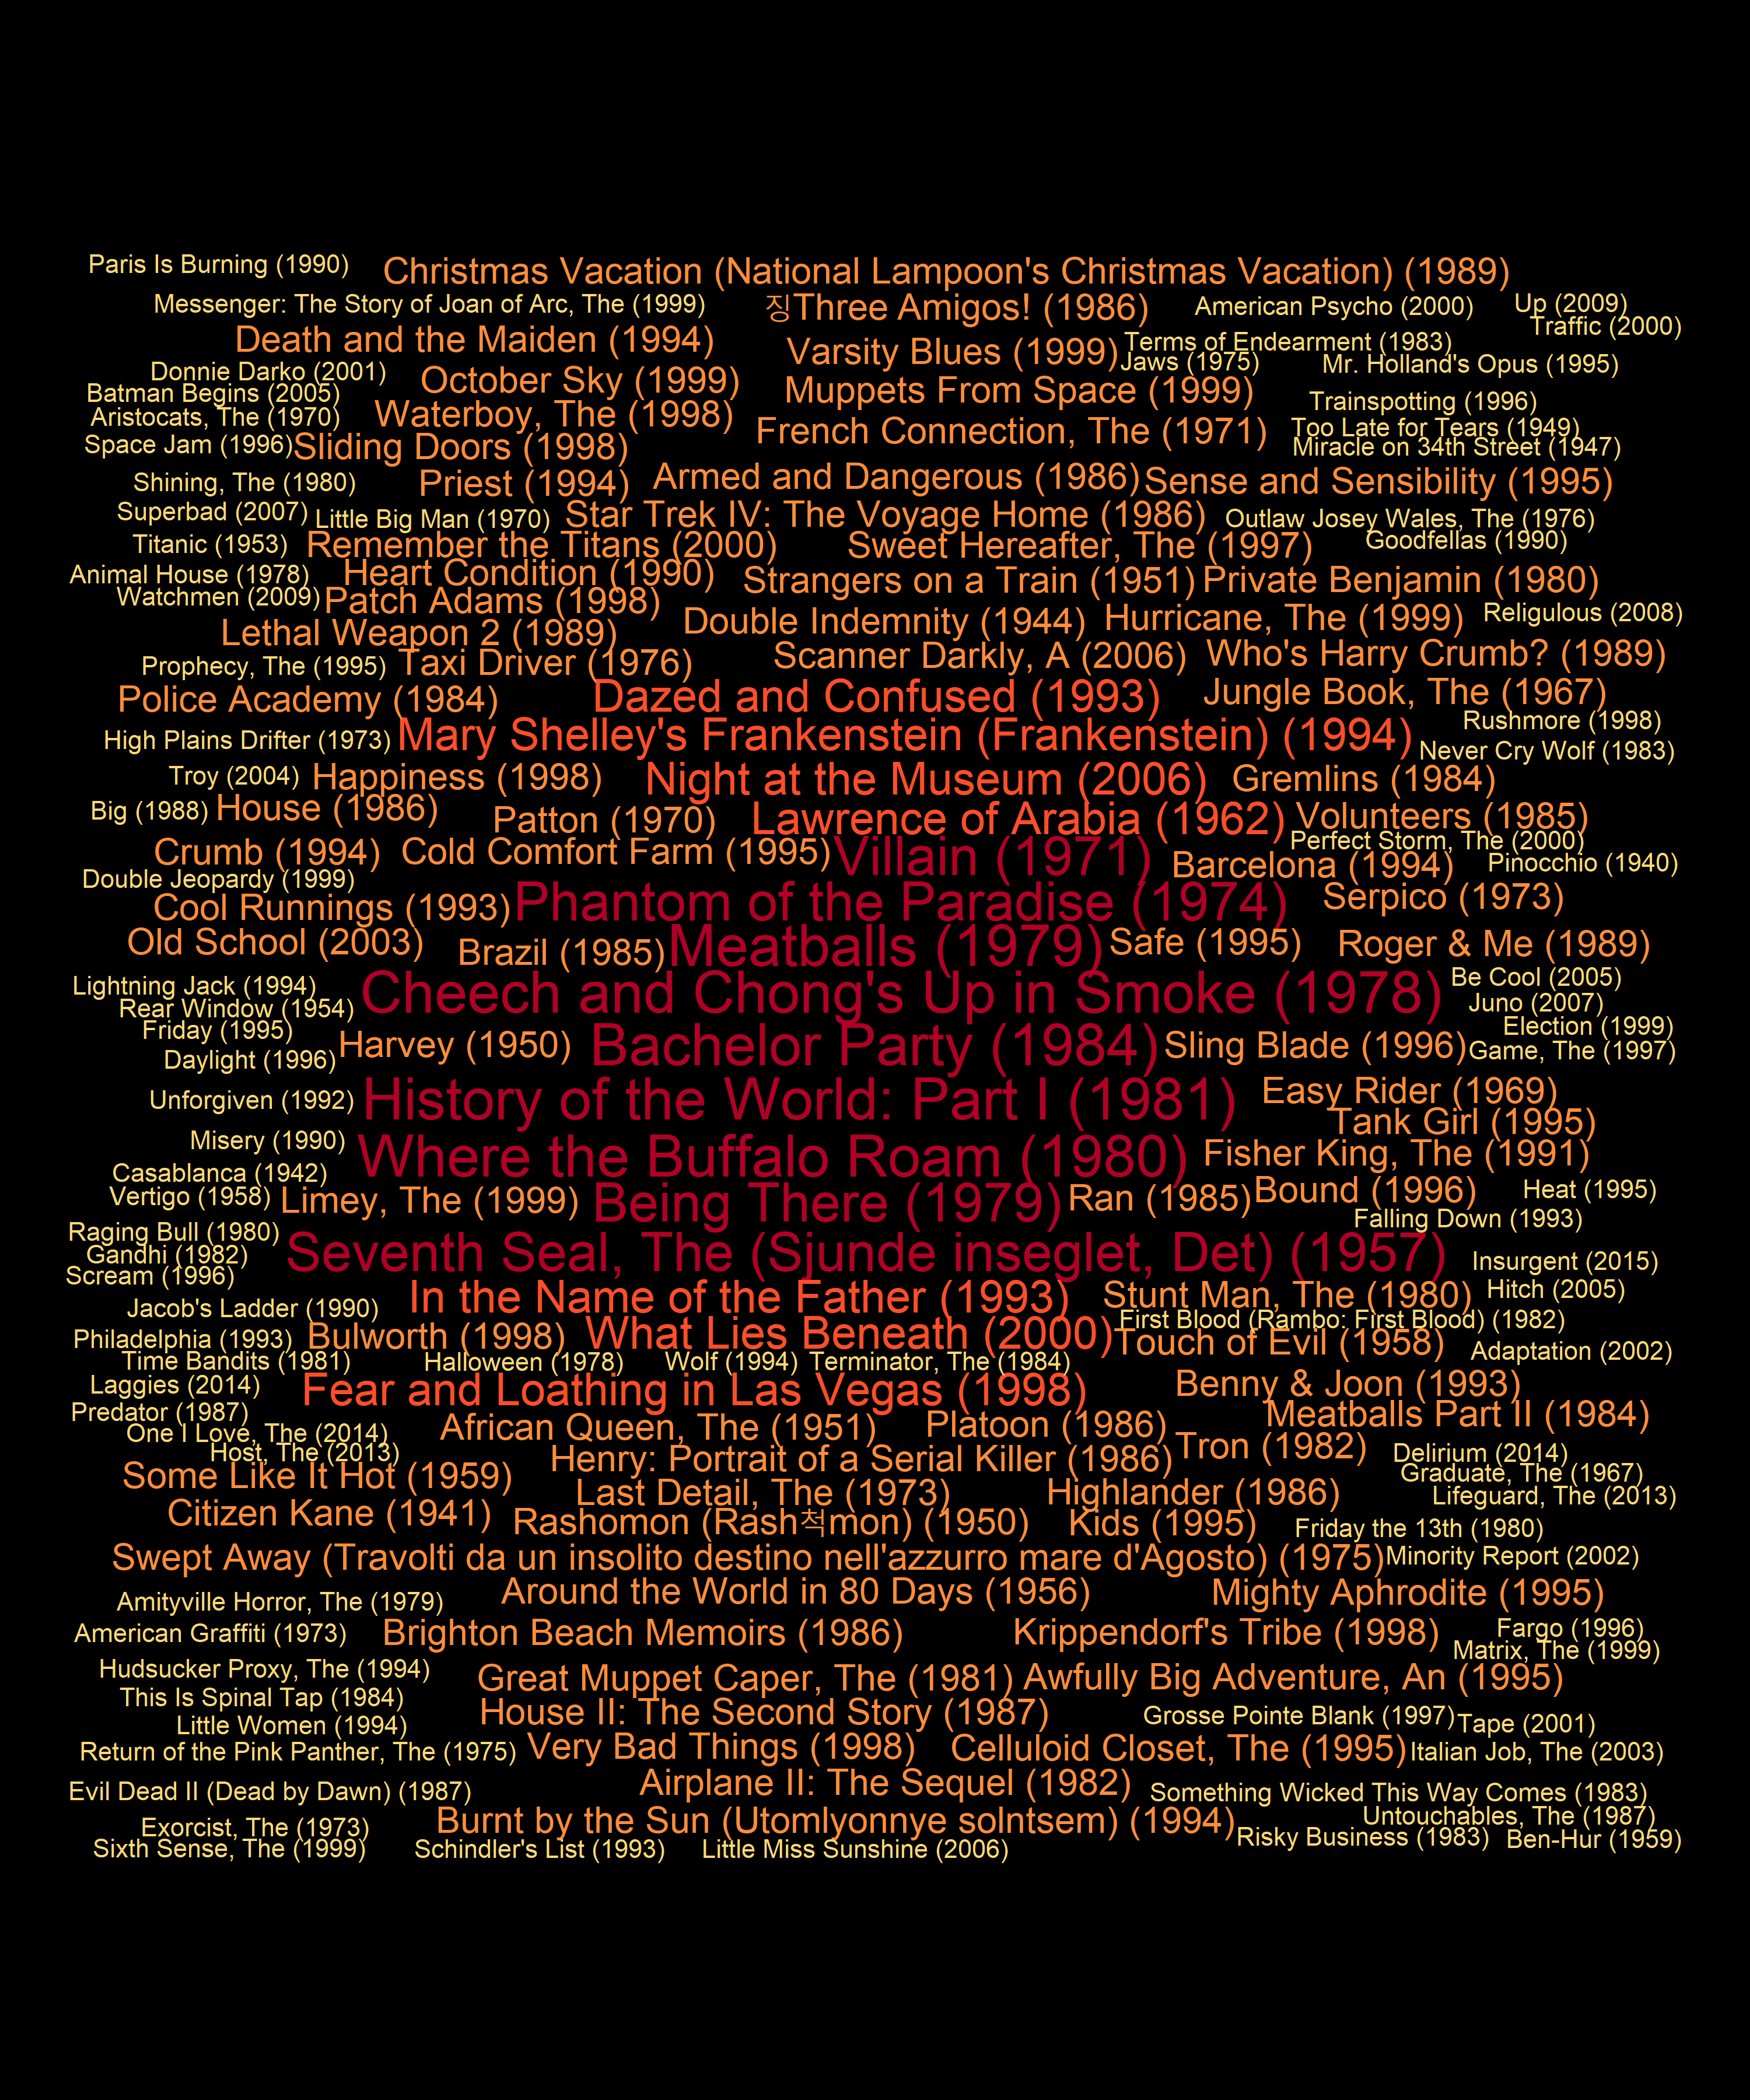 Paris Is Burning (1990) Christmas Vacation (National Lampoon's Christmas Vacation) (1989)
Messenger: The Story of Joan of Arc, The (1999) 징Three Amigos! (1986) American Psycho (2000) Up (2009)
Traffic (2000)
Death and the Maiden (1994) Varsity Blues (1999) Terms of Endearment (1983)
Jaws (1975) Mr. Holland's Opus (1995)
Donnie Darko (2001) October Sky (1999) Muppets From Space (1999)
Batman Begins (2005) Trainspotting (1996)
Aristocats, The (1970) Waterboy, The (1998) French Connection, The (1971) Too Late for Tears (1949)
Space Jam (1996) Sliding Doors (1998) Miracle on 34th Street (1947)
Shining, The (1980) Priest (1994) Armed and Dangerous (1986) Sense and Sensibility (1995)
Superbad (2007) Little Big Man (1970) Star Trek IV: The Voyage Home (1986) Outlaw Josey Wales, The (1976)
Titanic (1953) Remember the Titans (2000) Sweet Hereafter, The (1997) Goodfellas (1990)
Animal House (1978) Heart Condition (1990) Strangers on a Train (1951) Private Benjamin (1980)
Watchmen (2009) Patch Adams (1998) Double Indemnity (1944) Hurricane, The (1999) Religulous (2008)
Lethal Weapon 2 (1989)
Prophecy, The (1995) Taxi Driver (1976) Scanner Darkly, A (2006) Who's Harry Crumb? (1989)
Police Academy (1984) Dazed and Confused (1993) Jungle Book, The (1967)
High Plains Drifter (1973) Mary Shelley's Frankenstein (Frankenstein) (1994) Rushmore (1998)
Never Cry Wolf (1983)
Troy (2004) Happiness (1998) Night at the Museum (2006) Gremlins (1984)
Big (1988) House (1986) Patton (1970) Lawrence of Arabia (1962) Volunteers (1985)
Perfect Storm, The (2000)
Crumb (1994) Cold Comfort Farm (1995) Villain (1971) Barcelona (1994) Pinocchio (1940)
Double Jeopardy (1999)
Cool Runnings (1993) Phantom of the Paradise (1974) Serpico (1973)
Old School (2003) Brazil (1985) Meatballs (1979) Safe (1995) Roger & Me (1989)
Lightning Jack (1994) Cheech and Chong's Up in Smoke (1978) Be Cool (2005)
Rear Window (1954) Juno (2007)
Friday (1995) Harvey (1950) Bachelor Party (1984) Sling Blade (1996) Election (1999)
Daylight (1996) Game, The (1997)
Unforgiven (1992) History of the World: Part I (1981) Easy Rider (1969)
Tank Girl (1995)
Misery (1990) Where the Buffalo Roam (1980) Fisher King, The (1991)
Casablanca (1942)
Vertigo (1958) Limey, The (1999) Being There (1979) Ran (1985) Bound (1996) Heat (1995)
Raging Bull (1980) Falling Down (1993)
Gandhi (1982) Seventh Seal, The (Sjunde inseglet, Det) (1957) Insurgent (2015)
Scream (1996)
Jacob's Ladder (1990) In the Name of the Father (1993) Stunt Man, The (1980) Hitch (2005)
First Blood (Rambo: First Blood) (1982)
Philadelphia (1993) Bulworth (1998) What Lies Beneath (2000) Touch of Evil (1958) Adaptation (2002)
Time Bandits (1981) Halloween (1978) Wolf (1994) Terminator, The (1984)
Laggies (2014) Fear and Loathing in Las Vegas (1998) Benny & Joon (1993)
Predator (1987) Meatballs Part II (1984)
One I Love, The (2014) African Queen, The (1951) Platoon (1986)
Host, The (2013) Henry: Portrait of a Serial Killer (1986) Tron (1982) Delirium (2014)
Some Like It Hot (1959) Graduate, The (1967)
Last Detail, The (1973) Highlander (1986) Lifeguard, The (2013)
Citizen Kane (1941) Rashomon (Rash척mon) (1950) Kids (1995) Friday the 13th (1980)
Swept Away (Travolti da un insolito destino nell'azzurro mare d'Agosto) (1975) Minority Report (2002)
Amityville Horror, The (1979) Around the World in 80 Days (1956) Mighty Aphrodite (1995)
American Graffiti (1973) Brighton Beach Memoirs (1986) Krippendorf's Tribe (1998) Fargo (1996)
Matrix, The (1999)
Hudsucker Proxy, The (1994) Great Muppet Caper, The (1981) Awfully Big Adventure, An (1995)
This Is Spinal Tap (1984) House II: The Second Story (1987) Grosse Pointe Blank (1997) Tape (2001)
Little Women (1994)
Return of the Pink Panther, The (1975) Very Bad Things (1998) Celluloid Closet, The (1995) Italian Job, The (2003)
Evil Dead II (Dead by Dawn) (1987) Airplane II: The Sequel (1982) Something Wicked This Way Comes (1983)
Exorcist, The (1973) Burnt by the Sun (Utomlyonnye solntsem) (1994) Untouchables, The (1987)
Sixth Sense, The (1999) Schindler's List (1993) Little Miss Sunshine (2006) Risky Business (1983) Ben-Hur (1959)